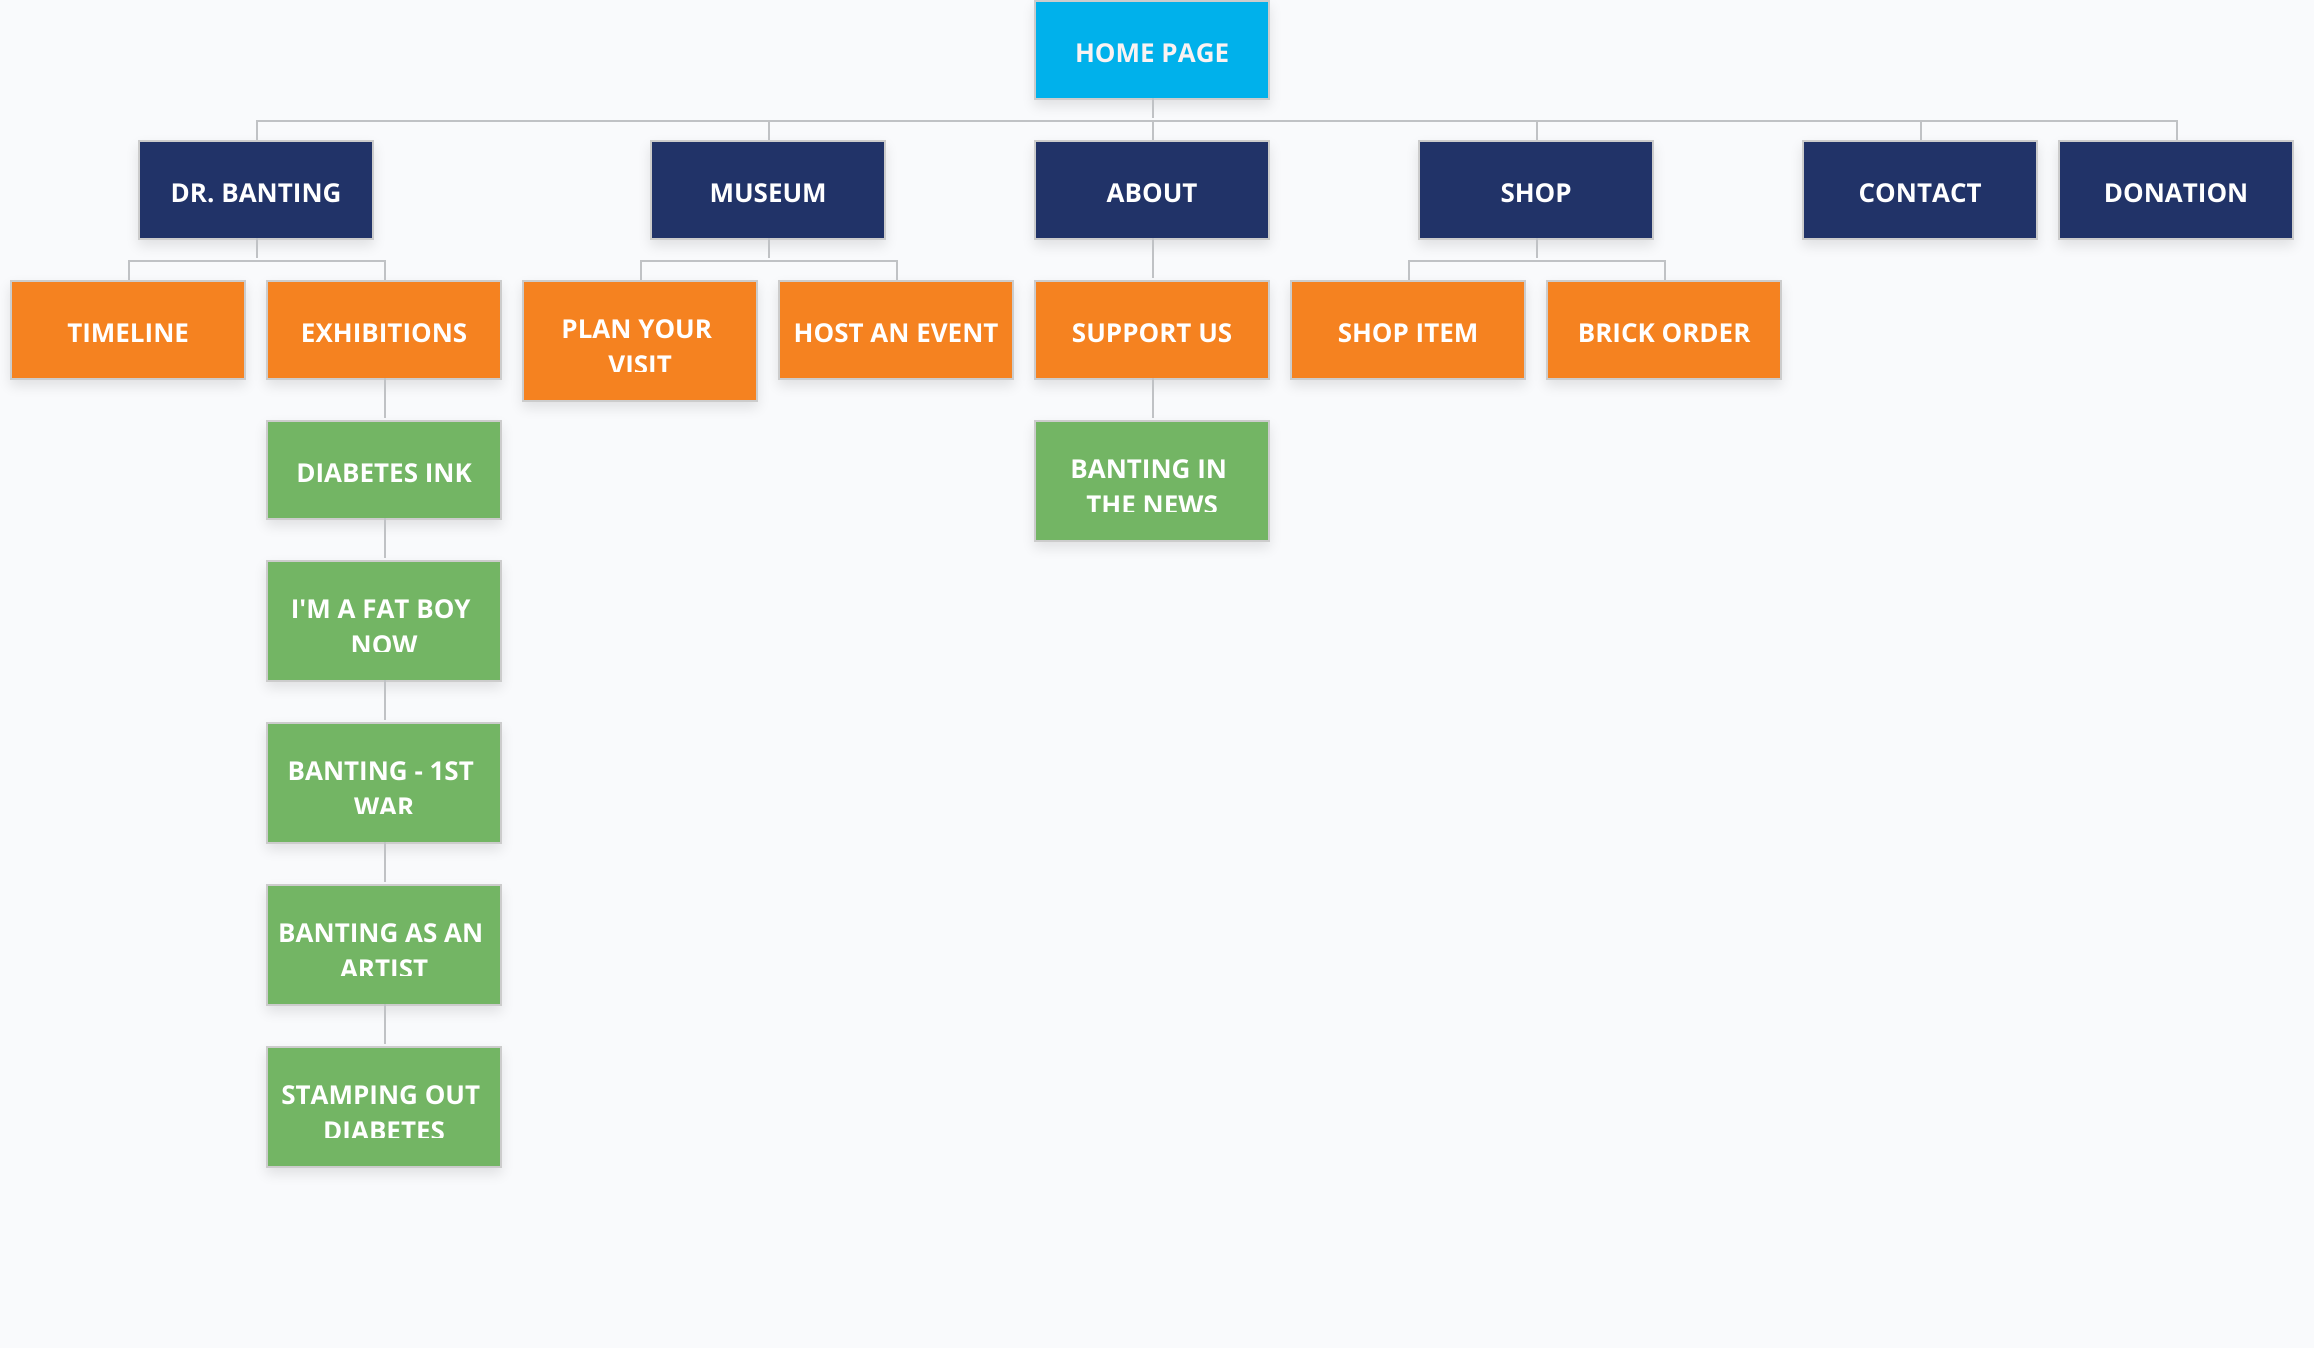 HOME PAGE
DR. BANTING
MUSEUM
ABOUT
SHOP
CONTACT
DONATION
TIMELINE
EXHIBITIONS
PLAN YOUR
VISIT
HOST AN EVENT
SUPPORT US
SHOP ITEM
BRICK ORDER
DIABETES INK
BANTING IN
THE NEWS
I'M A FAT BOY
NOW
BANTING - 1ST
WAR
BANTING AS AN
ARTIST
STAMPING OUT
DIABETES